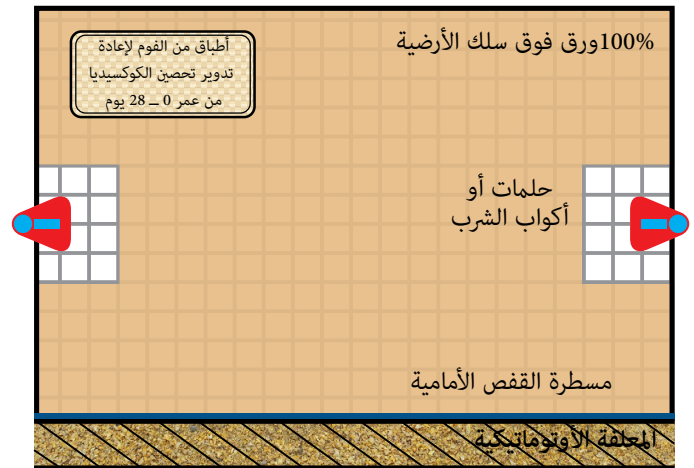 100%ورق فوق سلك الأرضية
أطباق من الفوم لإعادة
تدوير تحصين الكوكسيديا
من عمر 0 – 28 يوم
حلمات أو
أكواب الشرب
مسطرة القفص الأمامية
المعلفة الأوتوماتيكية